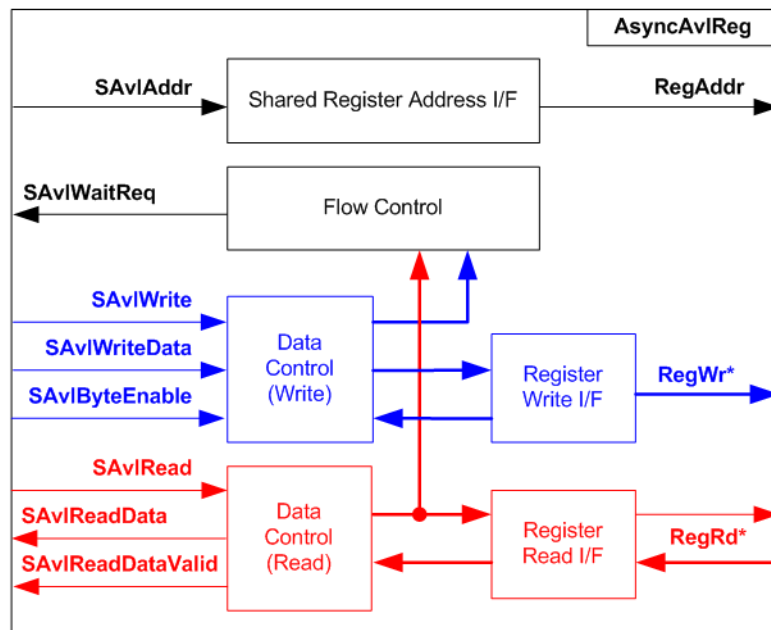 AsyncAvlReg
SAvlAddr
Shared Register Address I/F
RegAddr
SAvlWaitReq
Flow Control
SAvlWrite
SAvlWriteData
SAvlByteEnable
Data
Control
(Write)
Register
Write I/F
RegWr*
SAvlRead
SAvlReadData
SAvlReadDataValid
Data
Control
(Read)
Register
Read I/F
RegRd*